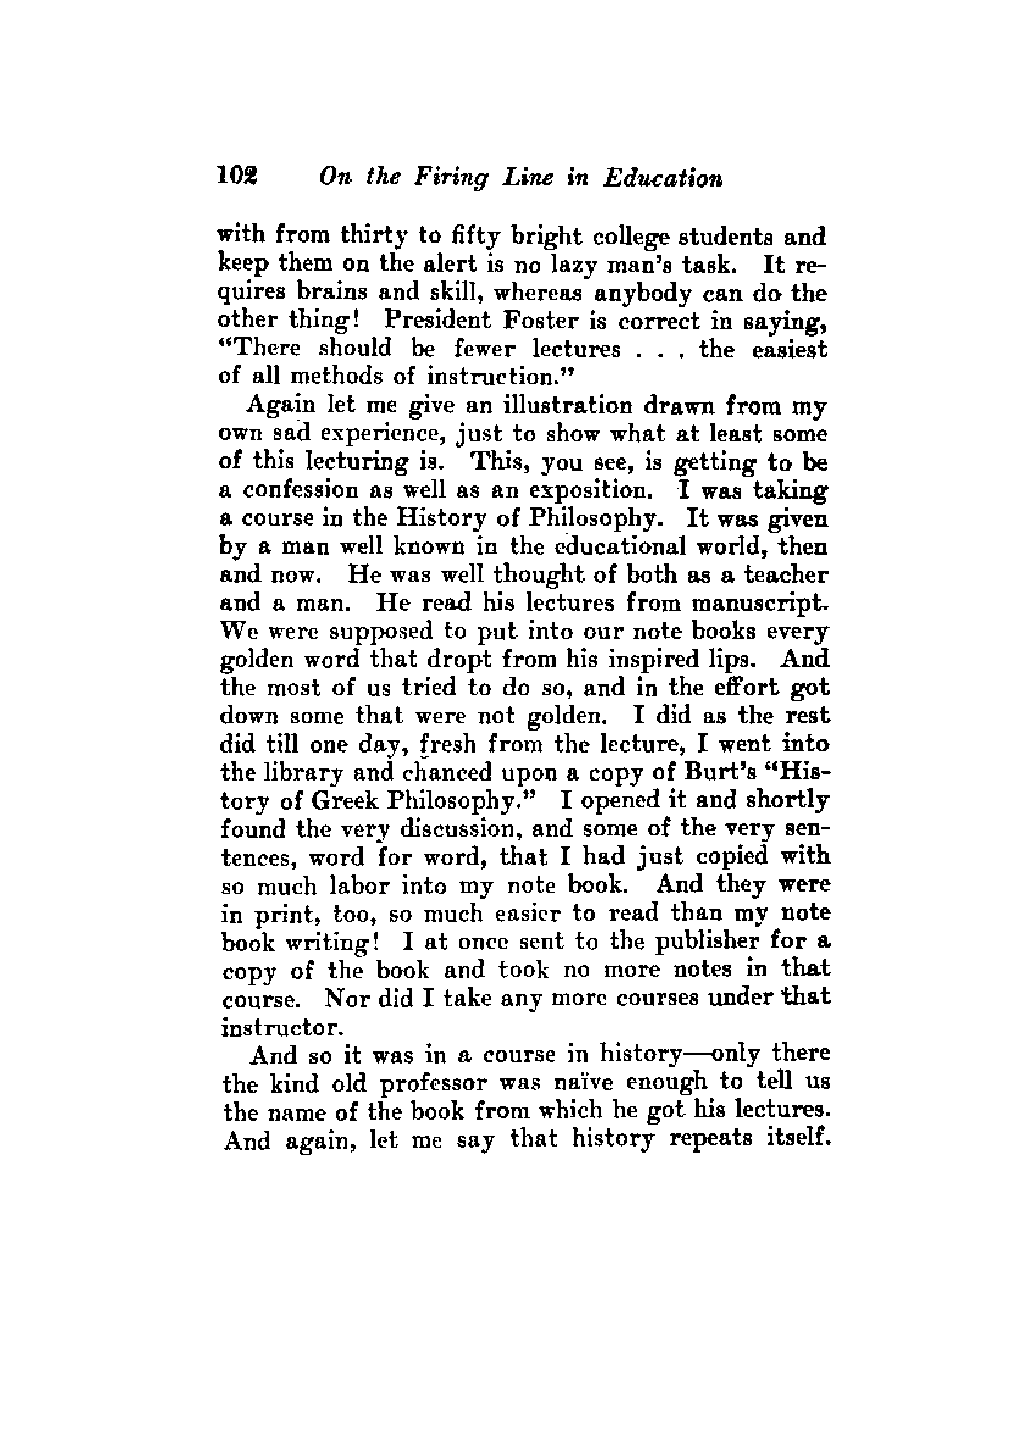 102 On the Firing Line in Education
with from thirty to fifty bright college students and
keep them on the alert is no lazy man's task. It re-
quires brains and skill, whereas anybody can do the
other thing! President Foster is correct in saying,
"There should be fewer lectures . . . the easiest
of all methods of instruction."
Again let me give an illustration drawn from my
own sad experience, just to show what at least some
of this lecturing is. This, you see, is getting to be
a confession as well as an exposition. I was taking
a course in the History of Philosophy. It was given
by a man well known in the educational world, then
and now. He was well thought of both as a teacher
and a man. He read his lectures from manuscript.
We were supposed to put into our note books every
golden word that dropt from his inspired lips. And
the most of us tried to do so, and in the effort got
down some that were not golden. I did as the rest
did till one day, fresh from the lecture, I went into
the library and chanced upon a copy of Burt's "His-
tory of Greek Philosophy." I opened it and shortly
found the very discussion, and some of the very sen-
tences, word for word, that I had just copied with
so much labor into my note book. And they were
in print, too, so much easier to read than my note
book writing! I at once sent to the publisher for a
copy of the book and took no more notes in that
course. Nor did I take any more courses under that
instructor.
And so it was in a course in history—only there
the kind old professor was naïve enough to tell us
the name of the book from which he got his lectures.
And again, let me say that history repeats itself.